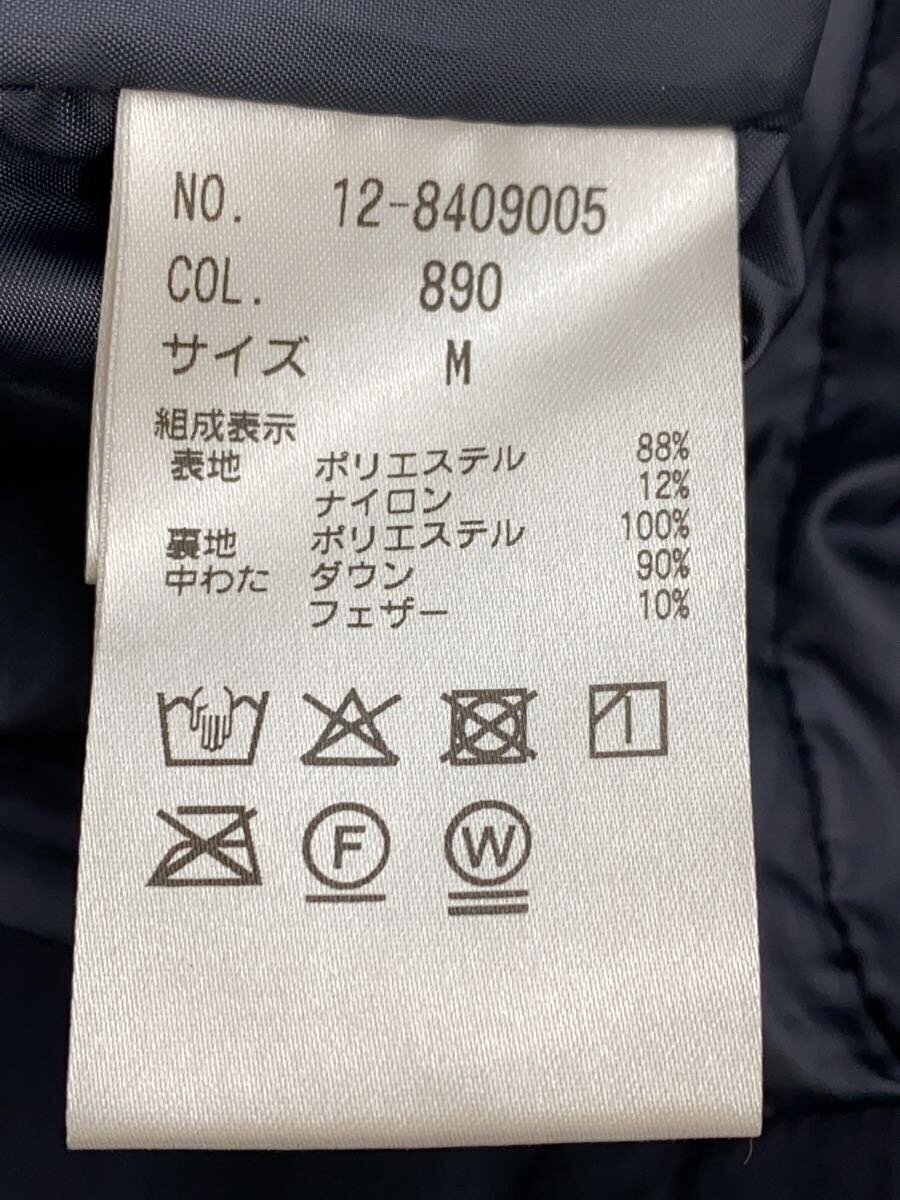 NO. 12-8409005
COL. 890
サイズ M
組成表示
表地 ポリエステル 88%
ナイロン 12%
裏地 ポリエステル 100%
中わた ダウン 90%
フェザー 10%
F W